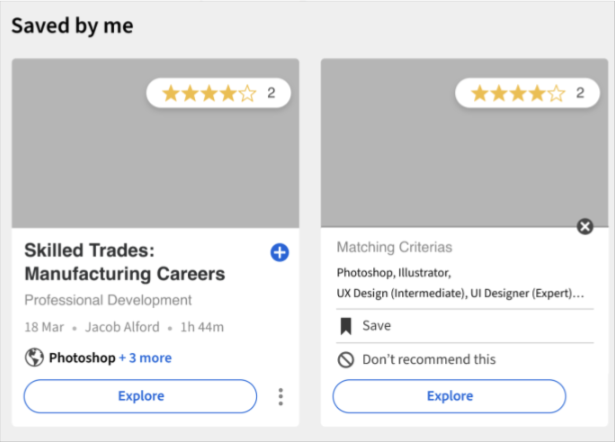 Saved by me
2
Skilled Trades:
Manufacturing Careers
Professional Development
18 Mar • Jacob Alford • 1h 44m
Photoshop + 3 more
Explore
2
Matching Criterias
Photoshop, Illustrator,
UX Design (Intermediate), UI Designer (Expert)...
Save
Don't recommend this
Explore